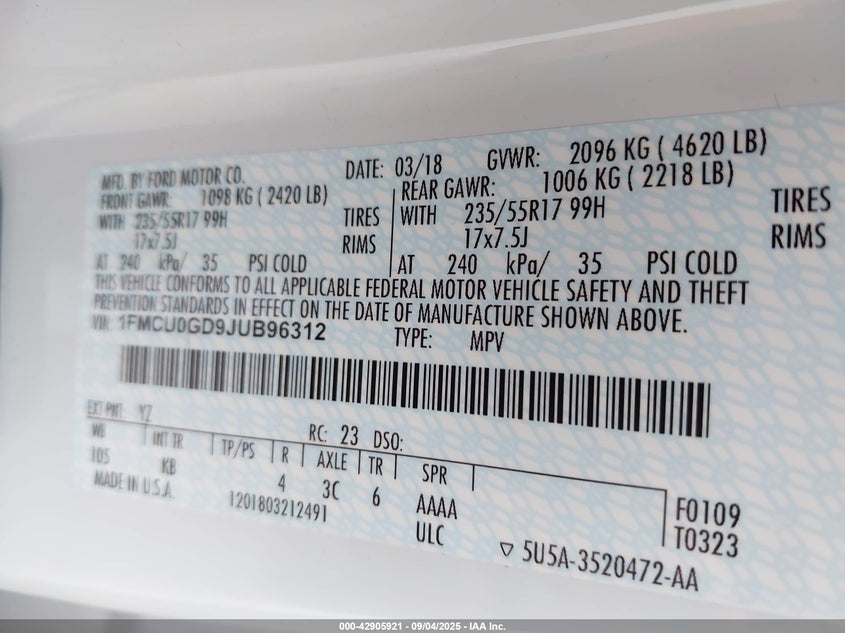 MFD. BY FORD MOTOR CO. DATE: 03/18 GVWR: 2096 KG ( 4620 LB)
FRONT GAWR: 1098 KG ( 2420 LB) REAR GAWR: 1006 KG ( 2218 LB)
WITH 235/55R17 99H TIRES WITH 235/55R17 99H TIRES
17x7.5J RIMS 17x7.5J RIMS
AT 240 kPa/ 35 PSI COLD AT 240 kPa/ 35 PSI COLD
THIS VEHICLE CONFORMS TO ALL APPLICABLE FEDERAL MOTOR VEHICLE SAFETY AND THEFT
PREVENTION STANDARDS IN EFFECT ON THE DATE OF MANUFACTURE SHOWN ABOVE.
VIN: 1FMCU0GD9JUB96312 TYPE: MPV
EXT PNT: YZ RC: 23 DSO:
WB INT TR TP/PS R AXLE TR SPR
105 KB 4 3C 6 AAAA F0109
MADE IN U.S.A. 1201803212491 ULC T0323
▽ 5U5A-3520472-AA
000-42905921 - 09/04/2025 - IAA Inc.